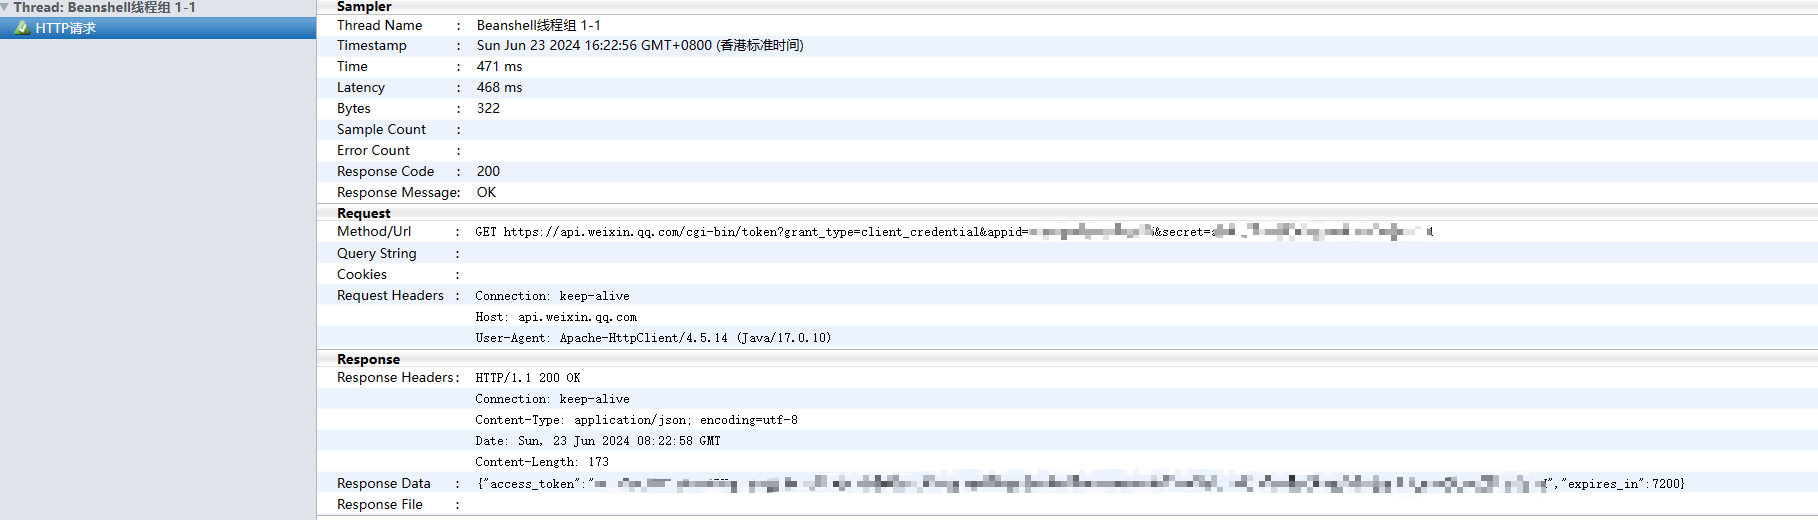 Thread: Beanshell线程组 1-1
HTTP请求
Sampler
Thread Name : Beanshell线程组 1-1
Timestamp : Sun Jun 23 2024 16:22:56 GMT+0800 (香港标准时间)
Time : 471 ms
Latency : 468 ms
Bytes : 322
Sample Count :
Error Count :
Response Code : 200
Response Message: OK
Request
Method/Url : GET https://api.weixin.qq.com/cgi-bin/token?grant_type=client_credential&appid= &secret=
Query String :
Cookies :
Request Headers : Connection: keep-alive
Host: api.weixin.qq.com
User-Agent: Apache-HttpClient/4.5.14 (Java/17.0.10)
Response
Response Headers: HTTP/1.1 200 OK
Connection: keep-alive
Content-Type: application/json; encoding=utf-8
Date: Sun, 23 Jun 2024 08:22:58 GMT
Content-Length: 173
Response Data : {"access_token":" ","expires_in":7200}
Response File :